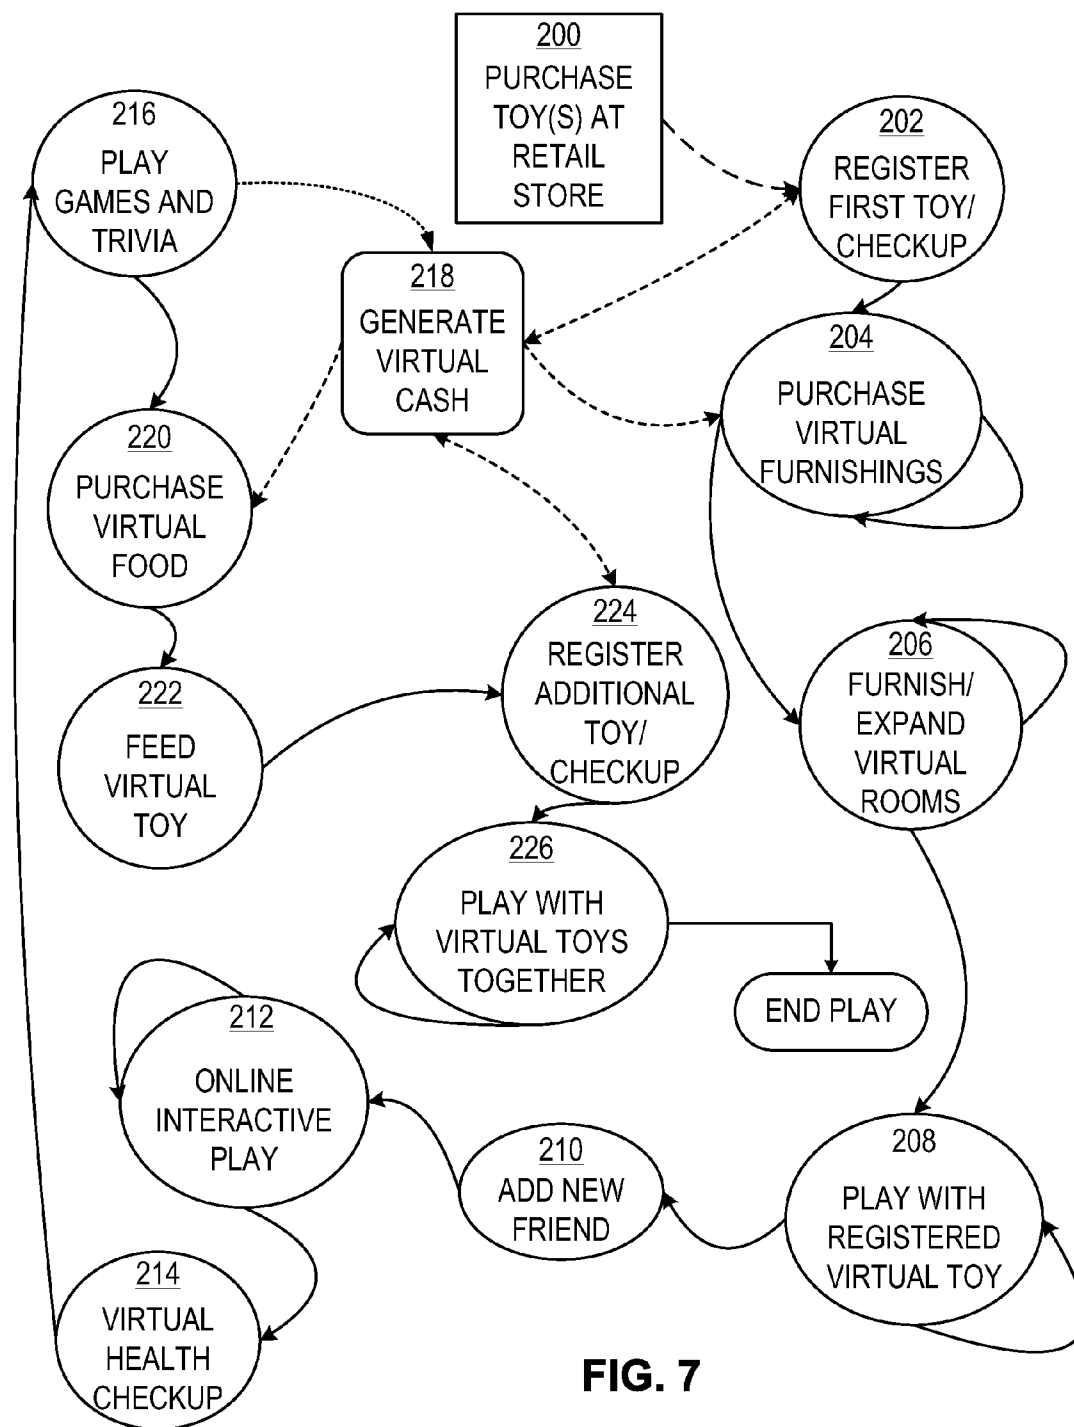 200
PURCHASE
TOY(S) AT
RETAIL
STORE
202
REGISTER
FIRST TOY/
CHECKUP
216
PLAY
GAMES AND
TRIVIA
218
GENERATE
VIRTUAL
CASH
204
PURCHASE
VIRTUAL
FURNISHINGS
220
PURCHASE
VIRTUAL
FOOD
224
REGISTER
ADDITIONAL
TOY/
CHECKUP
206
FURNISH/
EXPAND
VIRTUAL
ROOMS
222
FEED
VIRTUAL
TOY
226
PLAY WITH
VIRTUAL TOYS
TOGETHER
END PLAY
212
ONLINE
INTERACTIVE
PLAY
210
ADD NEW
FRIEND
208
PLAY WITH
REGISTERED
VIRTUAL TOY
214
VIRTUAL
HEALTH
CHECKUP
FIG. 7